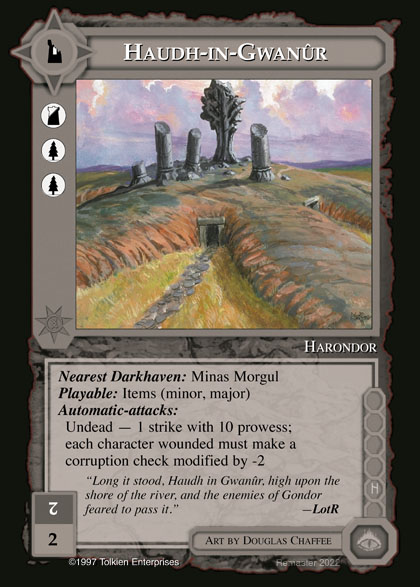 HAUDH-IN-GWANÛR
HARONDOR
Nearest Darkhaven: Minas Morgul
Playable: Items (minor, major)
Automatic-attacks:
Undead — 1 strike with 10 prowess;
each character wounded must make a
corruption check modified by -2
“Long it stood, Haudh in Gwanûr, high upon the
shore of the river, and the enemies of Gondor
feared to pass it.” —LotR
2
2
H
ART BY DOUGLAS CHAFFEE
©1997 Tolkien Enterprises
Remaster 2022